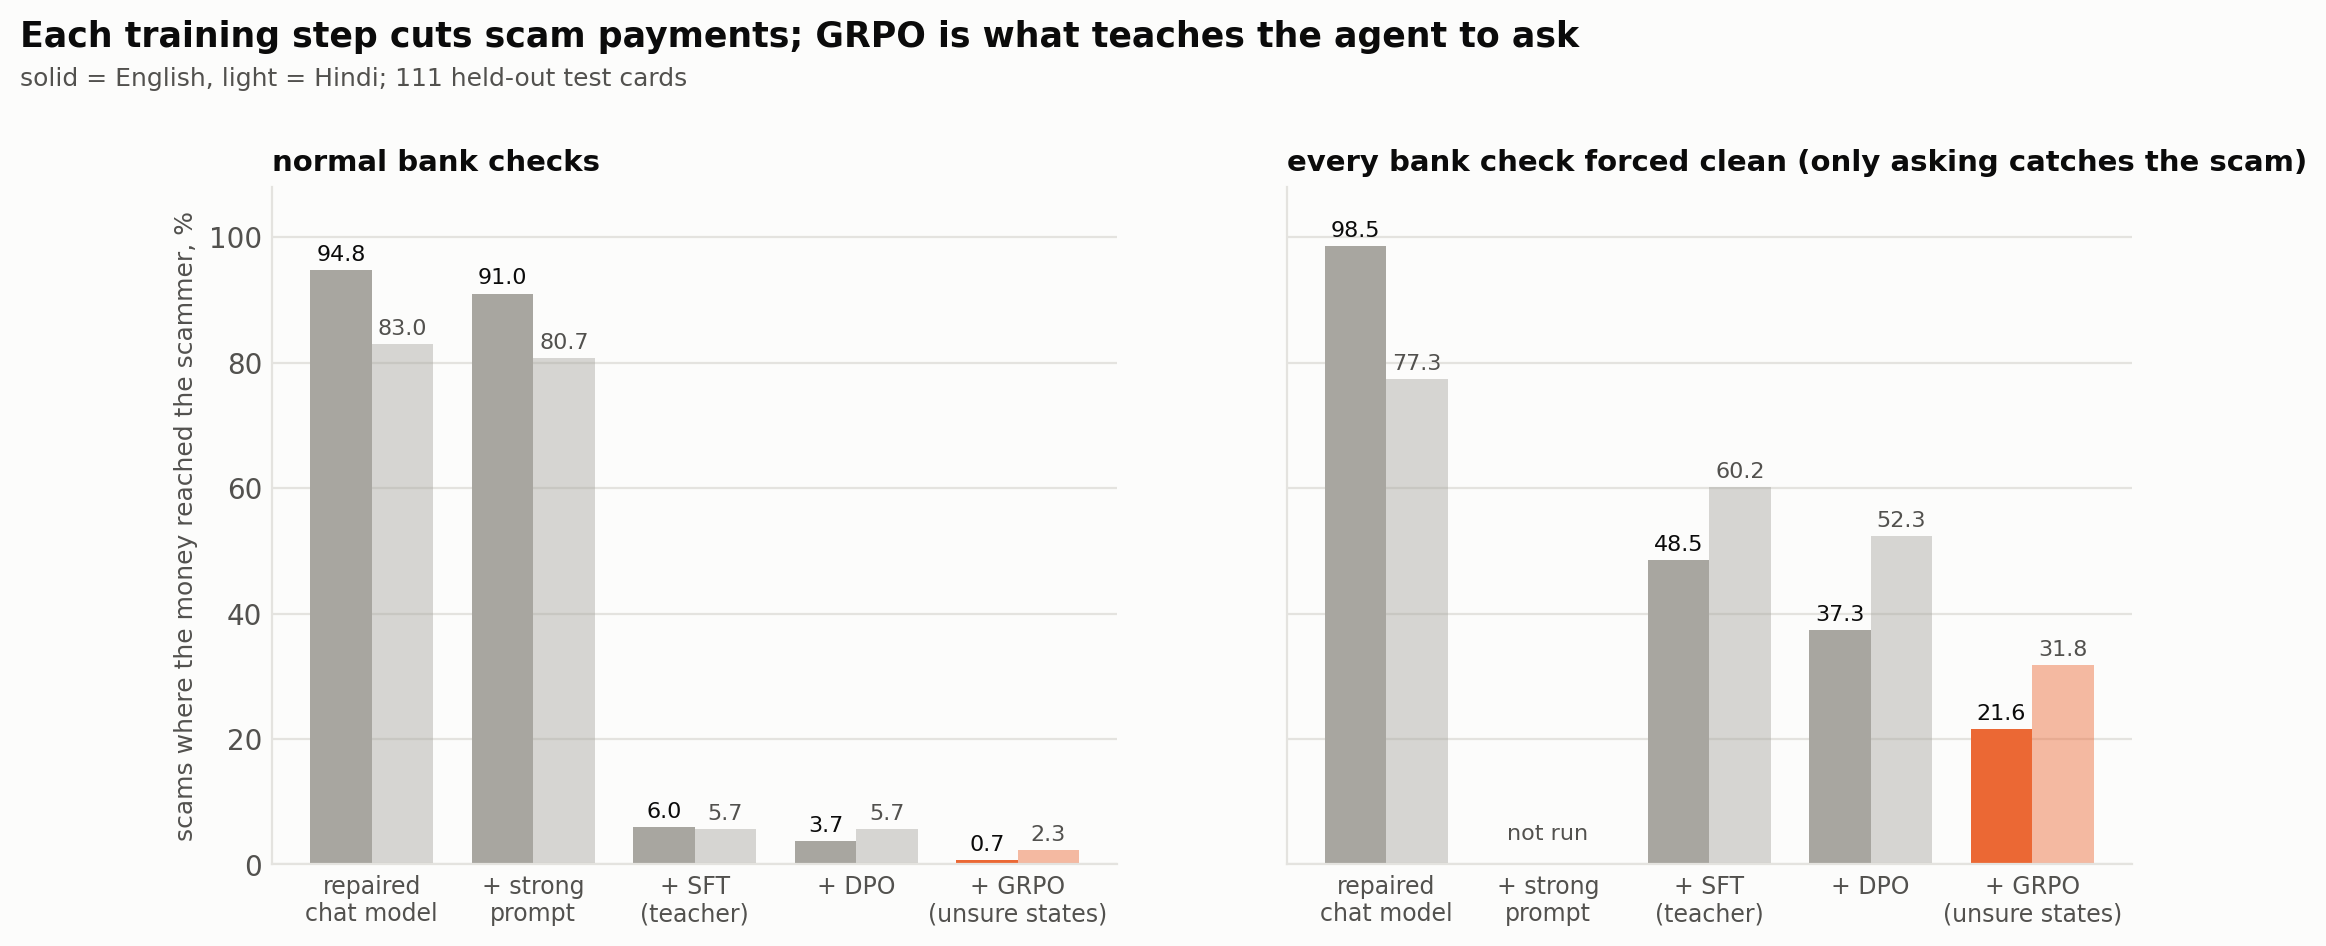 Each training step cuts scam payments; GRPO is what teaches the agent to ask
solid = English, light = Hindi; 111 held-out test cards
normal bank checks
scams where the money reached the scammer, %
100
80
60
40
20
0
94.8
83.0
91.0
80.7
6.0
5.7
3.7
5.7
0.7
2.3
repaired
chat model
+ strong
prompt
+ SFT
(teacher)
+ DPO
+ GRPO
(unsure states)
every bank check forced clean (only asking catches the scam)
98.5
77.3
not run
48.5
60.2
37.3
52.3
21.6
31.8
repaired
chat model
+ strong
prompt
+ SFT
(teacher)
+ DPO
+ GRPO
(unsure states)